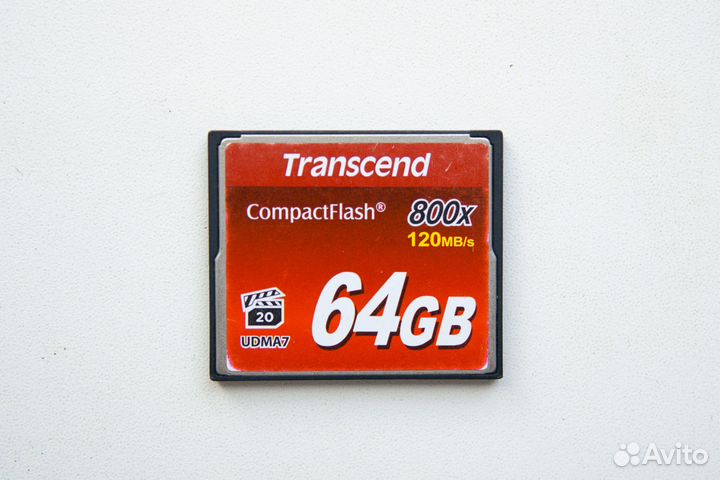 Transcend
CompactFlash® 800x
120MB/s
20
UDMA7
64GB
Avito